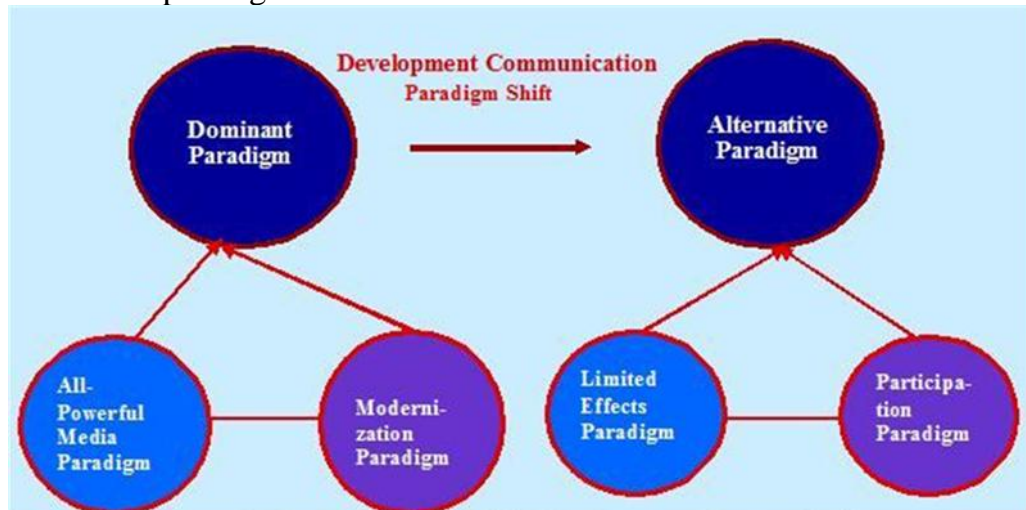 Development Communication
Paradigm Shift
Dominant
Paradigm
Alternative
Paradigm
All-
Powerful
Media
Paradigm
Moderni-
zation
Paradigm
Limited
Effects
Paradigm
Participa-
tion
Paradigm